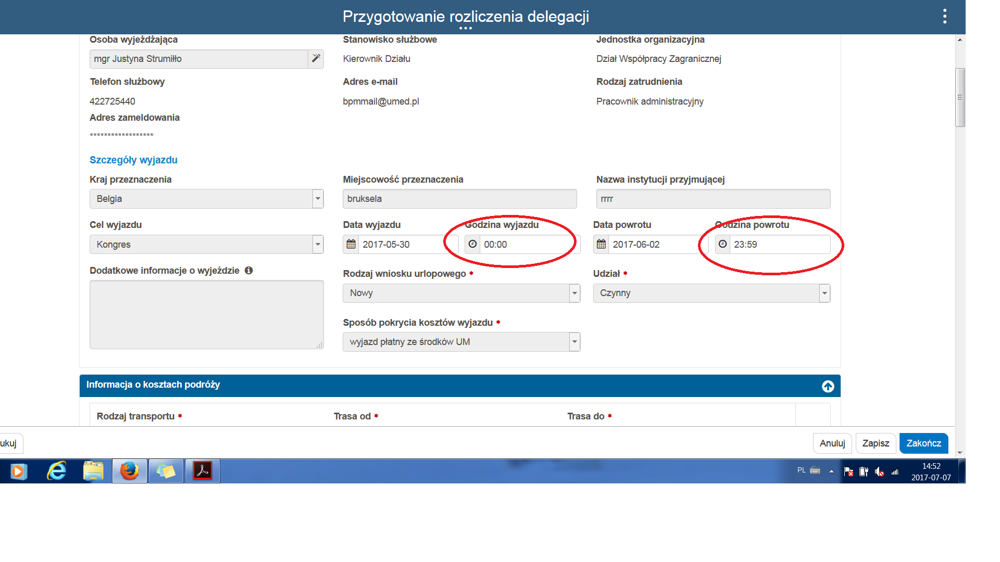 Przygotowanie rozliczenia delegacji
Osoba wyjeżdżająca Stanowisko służbowe Jednostka organizacyjna
mgr Justyna Strumiłło Kierownik Działu Dział Współpracy Zagranicznej
Telefon służbowy Adres e-mail Rodzaj zatrudnienia
422725440 bpmmail@umed.pl Pracownik administracyjny
Adres zameldowania
******************
Szczegóły wyjazdu
Kraj przeznaczenia Miejscowość przeznaczenia Nazwa instytucji przyjmującej
Belgia bruksela rrrr
Cel wyjazdu Data wyjazdu Godzina wyjazdu Data powrotu Godzina powrotu
Kongres 2017-05-30 00:00 2017-06-02 23:59
Dodatkowe informacje o wyjeździe Rodzaj wniosku urlopowego * Udział *
Nowy Czynny
Sposób pokrycia kosztów wyjazdu *
wyjazd płatny ze środków UM
Informacja o kosztach podróży
Rodzaj transportu * Trasa od * Trasa do *
ukuj Anuluj Zapisz Zakończ
PL 14:52
2017-07-07